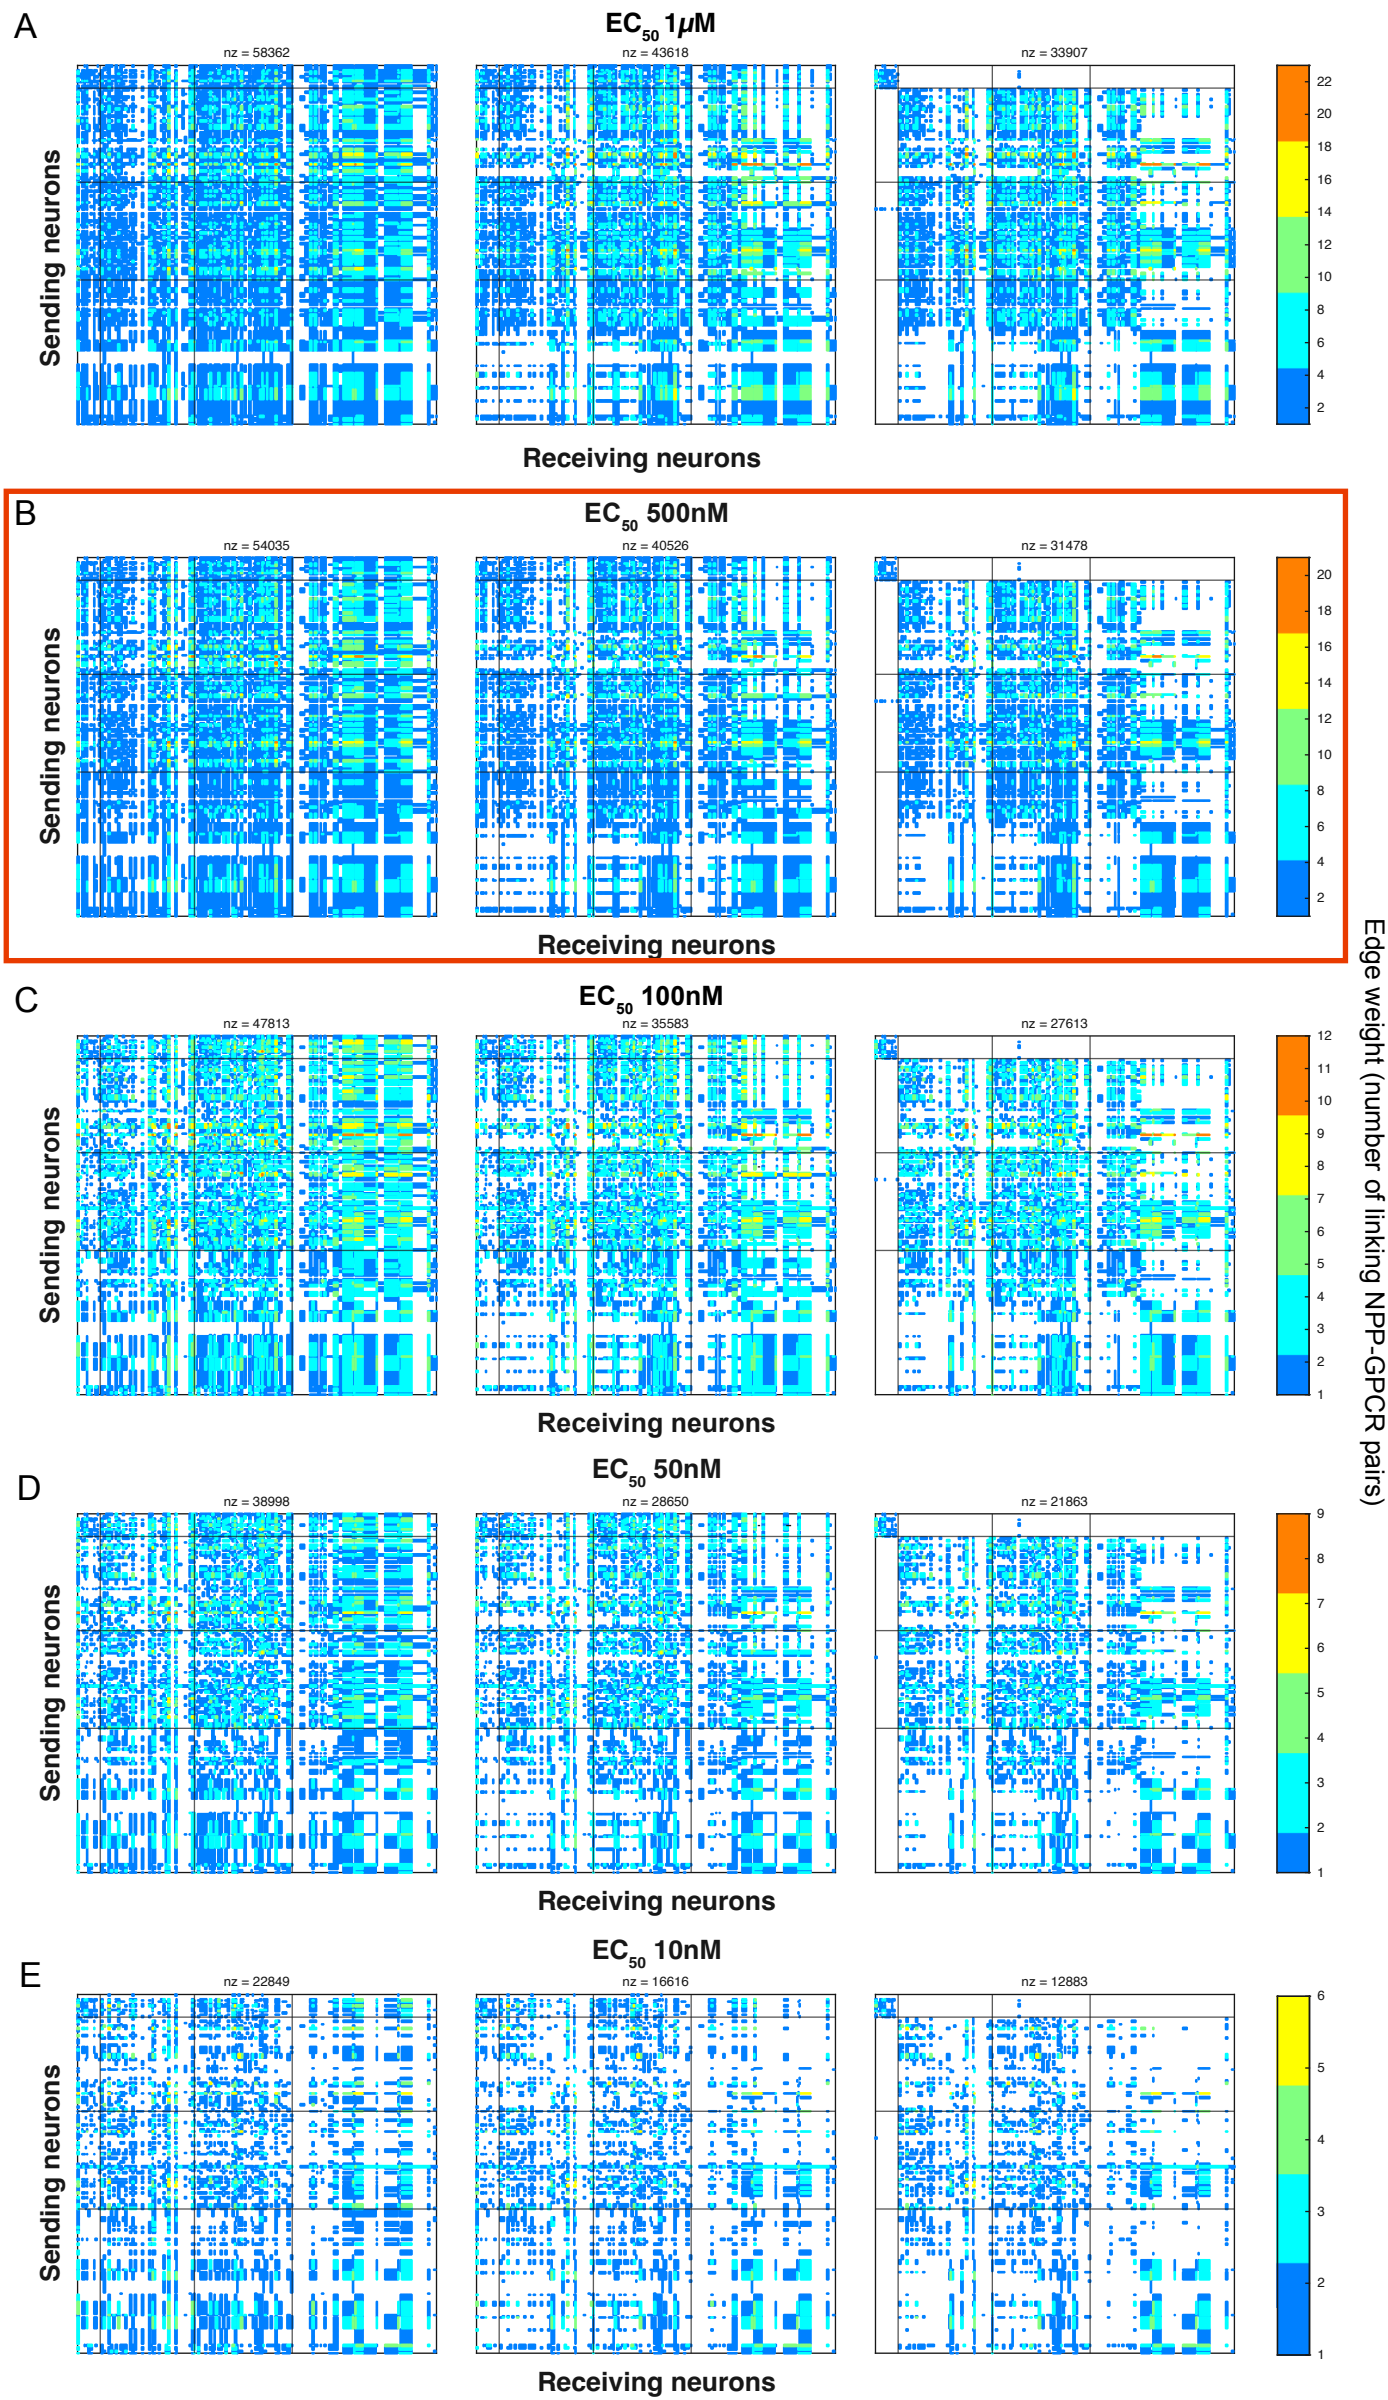 A
EC50 1µM
nz = 58362
nz = 43618
nz = 33907
Sending neurons
22
20
18
16
14
12
10
8
6
4
2
Receiving neurons
B
EC50 500nM
nz = 54035
nz = 40526
nz = 31478
Sending neurons
20
18
16
14
12
10
8
6
4
2
Receiving neurons
Edge weight (number of linking NPP-GPCR pairs)
C
EC50 100nM
nz = 47813
nz = 35583
nz = 27613
Sending neurons
12
11
10
9
8
7
6
5
4
3
2
1
Receiving neurons
D
EC50 50nM
nz = 38998
nz = 28650
nz = 21863
Sending neurons
9
8
7
6
5
4
3
2
1
Receiving neurons
E
EC50 10nM
nz = 22849
nz = 16616
nz = 12883
Sending neurons
6
5
4
3
2
1
Receiving neurons